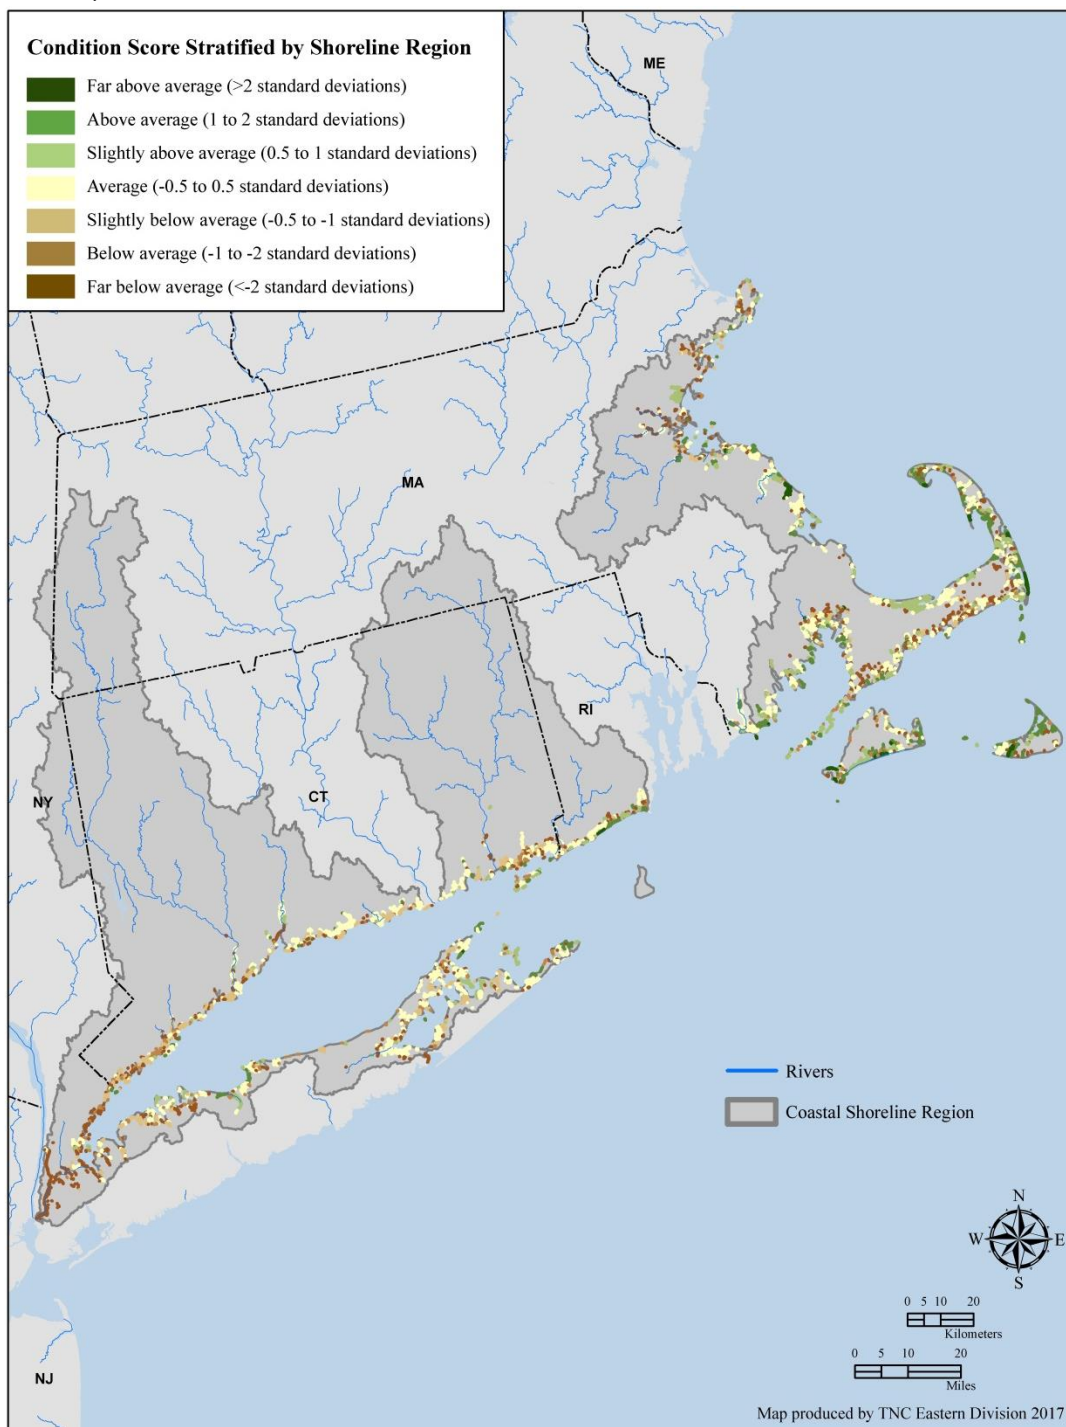 Condition Score Stratified by Shoreline Region
Far above average (>2 standard deviations)
Above average (1 to 2 standard deviations)
Slightly above average (0.5 to 1 standard deviations)
Average (-0.5 to 0.5 standard deviations)
Slightly below average (-0.5 to -1 standard deviations)
Below average (-1 to -2 standard deviations)
Far below average (<-2 standard deviations)
ME
MA
RI
CT
NY
Rivers
Coastal Shoreline Region
N
W E
S
0 5 10 20
Kilometers
0 5 10 20
Miles
NJ
Map produced by TNC Eastern Division 2017